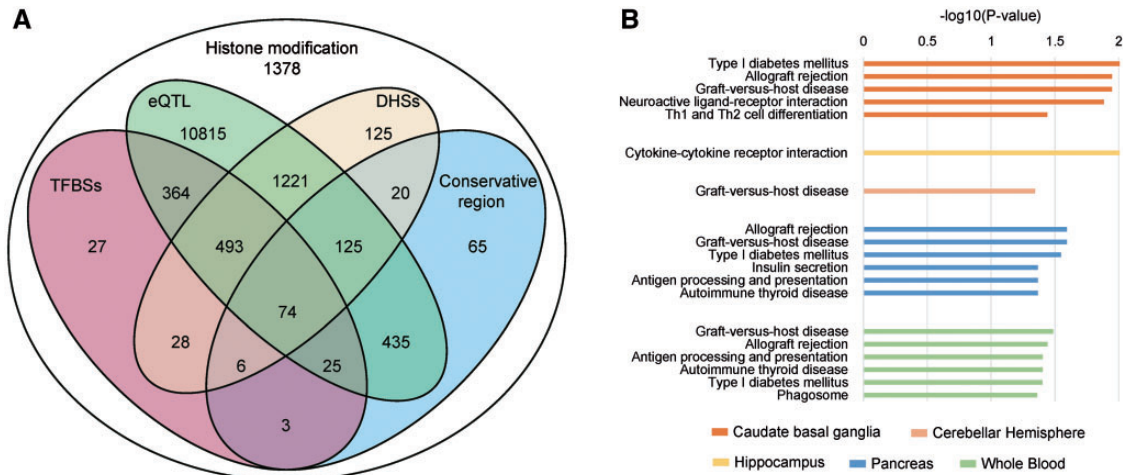 A
Histone modification
1378
eQTL
DHSs
10815
125
TFBSs
364
1221
20
Conservative
region
27
493
125
65
74
28
435
6
25
3
B
-log10(P-value)
0 0.5 1 1.5 2
Type I diabetes mellitus
Allograft rejection
Graft-versus-host disease
Neuroactive ligand-receptor interaction
Th1 and Th2 cell differentiation
Cytokine-cytokine receptor interaction
Graft-versus-host disease
Allograft rejection
Graft-versus-host disease
Type I diabetes mellitus
Insulin secretion
Antigen processing and presentation
Autoimmune thyroid disease
Graft-versus-host disease
Allograft rejection
Antigen processing and presentation
Autoimmune thyroid disease
Type I diabetes mellitus
Phagosome
Caudate basal ganglia Cerebellar Hemisphere
Hippocampus Pancreas Whole Blood